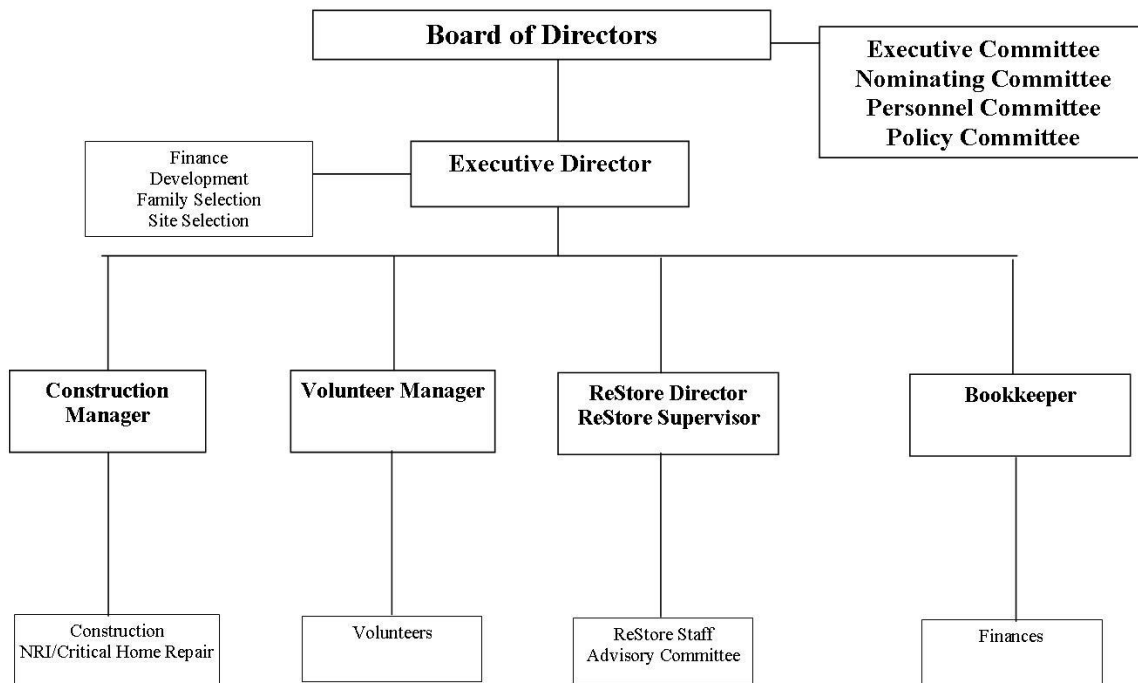 Board of Directors
Executive Committee
Nominating Committee
Personnel Committee
Policy Committee
Finance
Development
Family Selection
Site Selection
Executive Director
Construction
Manager
Volunteer Manager
ReStore Director
ReStore Supervisor
Bookkeeper
Construction
NRI/Critical Home Repair
Volunteers
ReStore Staff
Advisory Committee
Finances